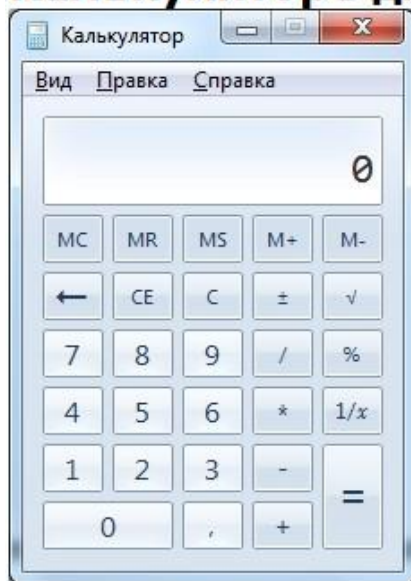 Калькулятор
Вид Правка Справка
0
MC MR MS M+ M-
← CE C ± √
7 8 9 / %
4 5 6 * 1/x
1 2 3 - =
0 , +